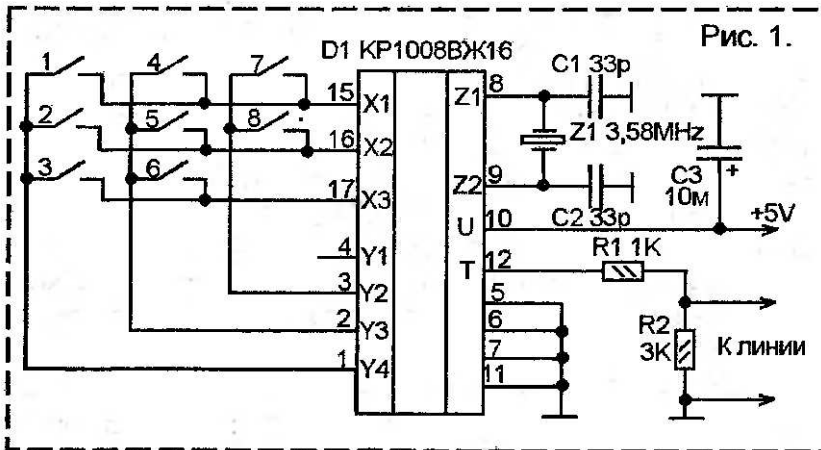 Рис. 1.
D1 КР1008ВЖ16
1
4
7
15 X1
8 Z1
C1 33p
2
5
8
16 X2
Z1 3,58MHz
3
6
17 X3
9 Z2
C2 33p
C3
10м
+
4 Y1
U 10
+5V
3 Y2
T 12
R1 1K
2 Y3
5
6
R2
3K
К линии
7
1 Y4
11